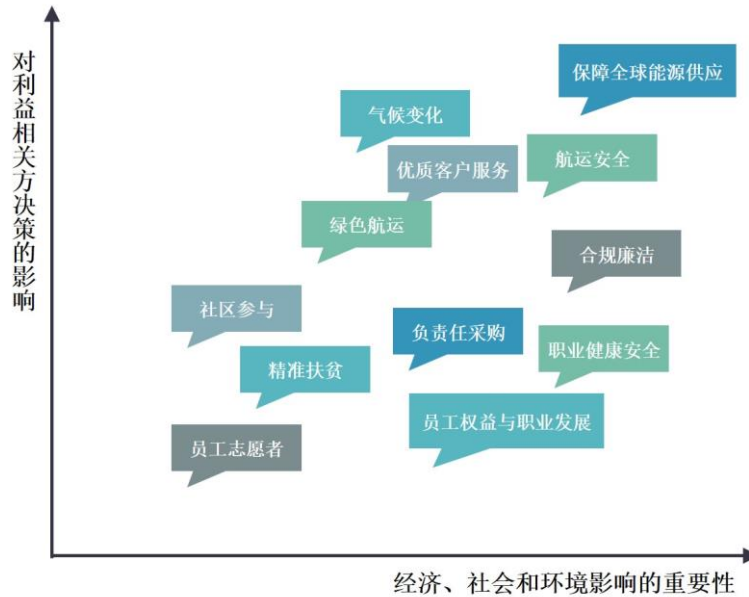 对利益相关方决策的影响
保障全球能源供应
气候变化
优质客户服务
航运安全
绿色航运
合规廉洁
社区参与
负责任采购
职业健康安全
精准扶贫
员工权益与职业发展
员工志愿者
经济、社会和环境影响的重要性